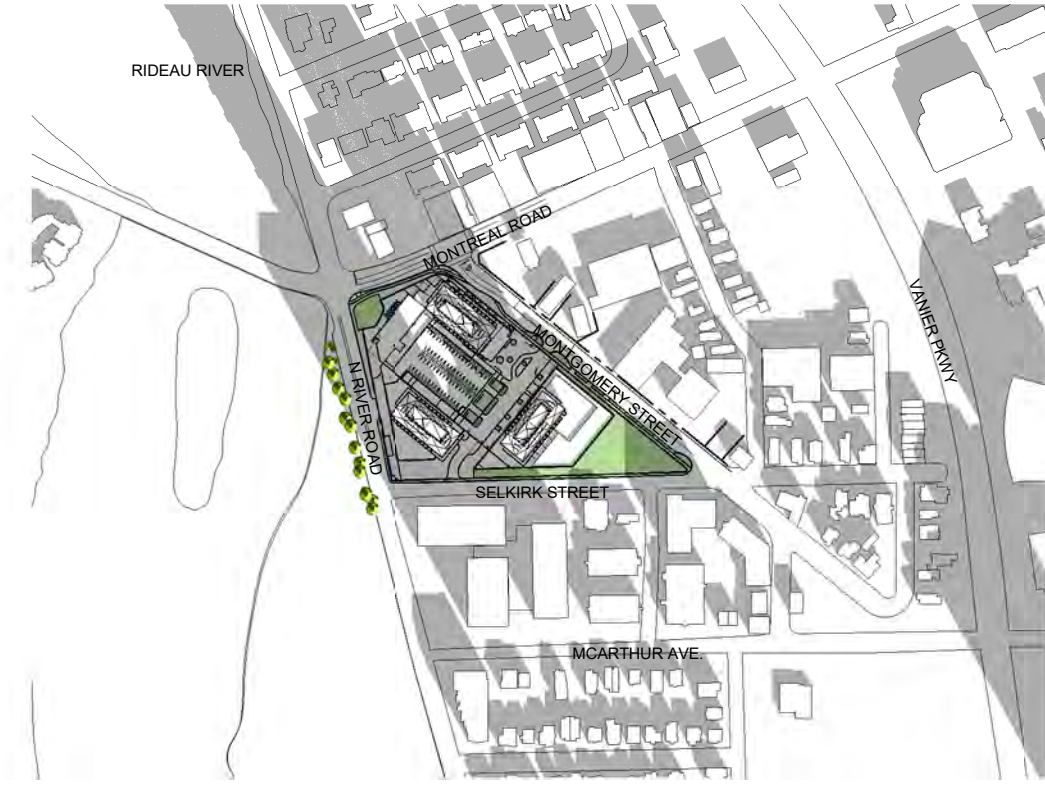 RIDEAU RIVER
MONTREAL ROAD
VANIER PKWY
MONTGOMERY STREET
N RIVER ROAD
SELKIRK STREET
MCARTHUR AVE.